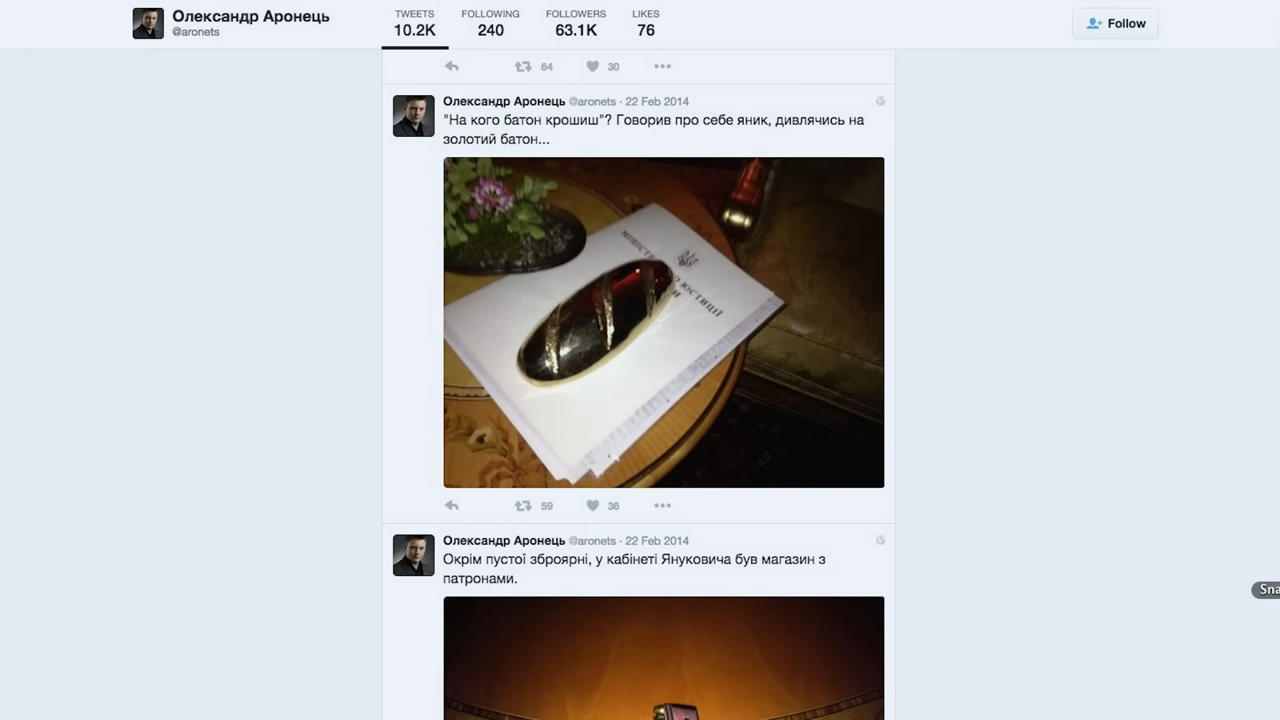 Олександр Аронець
@aronets
TWEETS
10.2K
FOLLOWING
240
FOLLOWERS
63.1K
LIKES
76
Follow
64
30
Олександр Аронець @aronets · 22 Feb 2014
"На кого батон крошиш"? Говорив про себе яник, дивлячись на
золотий батон...
ЮСТИЦІЇ
59
36
Олександр Аронець @aronets · 22 Feb 2014
Окрім пустої зброярні, у кабінеті Януковича був магазин з
патронами.
Sna